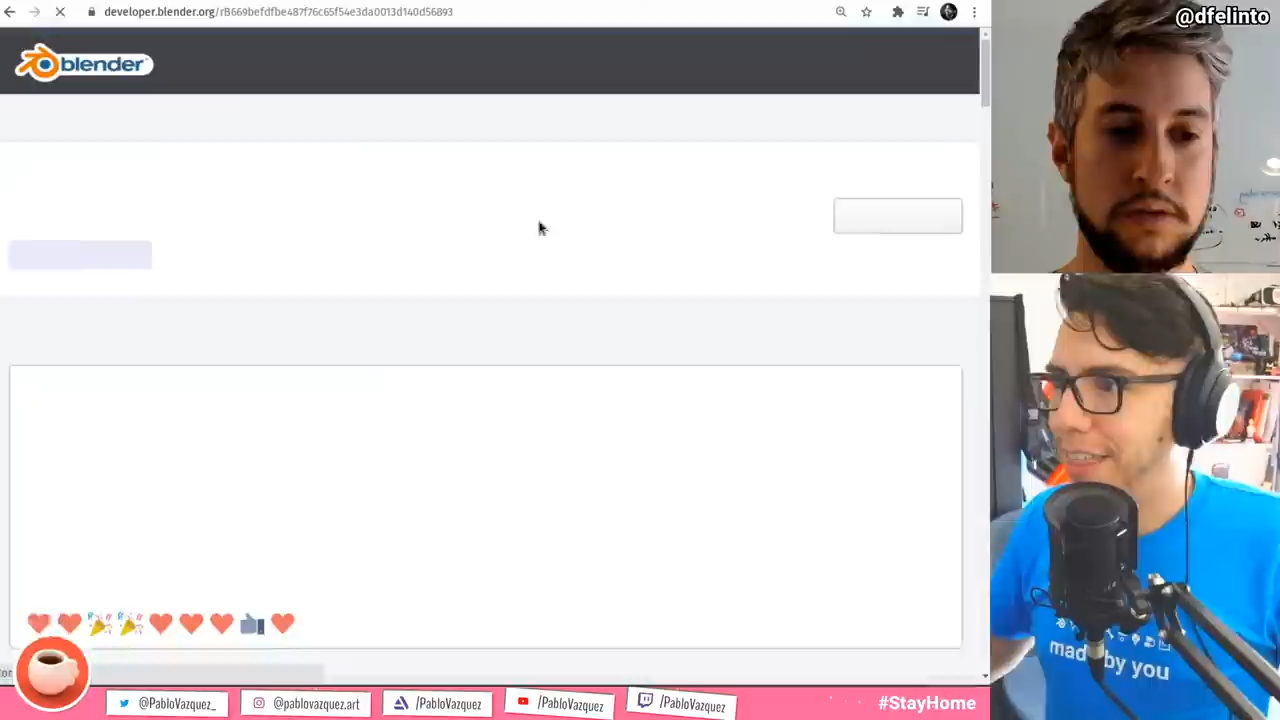 developer.blender.org/rB669befdfbe487f76c65f54e3da0013d140d56893
@dfelinto
blender
made by you
@PabloVazquez_
@pablovazquez.art
/PabloVazquez
/PabloVazquez
/PabloVazquez
#StayHome